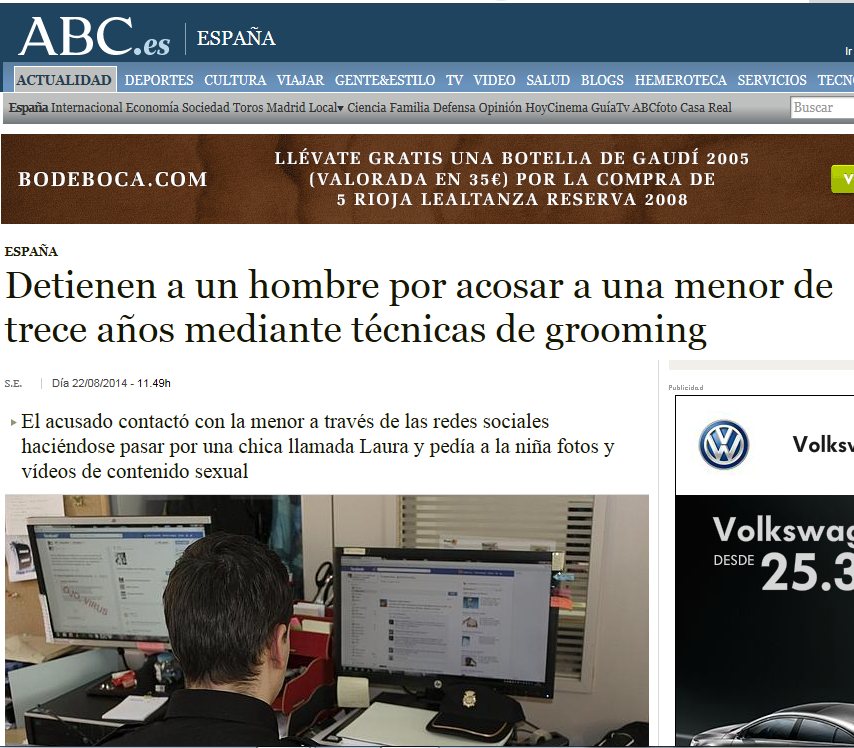 ABC.es ESPAÑA
Ir
ACTUALIDAD DEPORTES CULTURA VIAJAR GENTE&ESTILO TV VIDEO SALUD BLOGS HEMEROTECA SERVICIOS TECN
España Internacional Economía Sociedad Toros Madrid Local Ciencia Familia Defensa Opinión HoyCinema GuíaTv ABCfoto Casa Real
Buscar
BODEBOCA.COM
LLÉVATE GRATIS UNA BOTELLA DE GAUDÍ 2005
(VALORADA EN 35€) POR LA COMPRA DE
5 RIOJA LEALTANZA RESERVA 2008
V
ESPAÑA
Detienen a un hombre por acosar a una menor de
trece años mediante técnicas de grooming
S.E. Día 22/08/2014 - 11.49h
El acusado contactó con la menor a través de las redes sociales
haciéndose pasar por una chica llamada Laura y pedía a la niña fotos y
vídeos de contenido sexual
OJO VIRUS
Publicidad
Volksw
Volkswag
DESDE 25.3